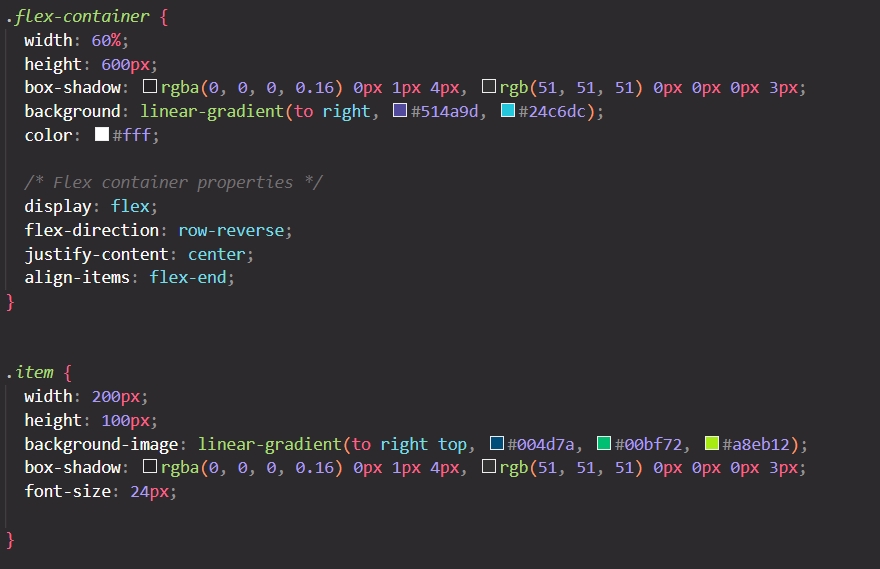 .flex-container {
  width: 60%;
  height: 600px;
  box-shadow: rgba(0, 0, 0, 0.16) 0px 1px 4px, rgb(51, 51, 51) 0px 0px 0px 3px;
  background: linear-gradient(to right, #514a9d, #24c6dc);
  color: #fff;
  /* Flex container properties */
  display: flex;
  flex-direction: row-reverse;
  justify-content: center;
  align-items: flex-end;
}
.item {
  width: 200px;
  height: 100px;
  background-image: linear-gradient(to right top, #004d7a, #00bf72, #a8eb12);
  box-shadow: rgba(0, 0, 0, 0.16) 0px 1px 4px, rgb(51, 51, 51) 0px 0px 0px 3px;
  font-size: 24px;
}